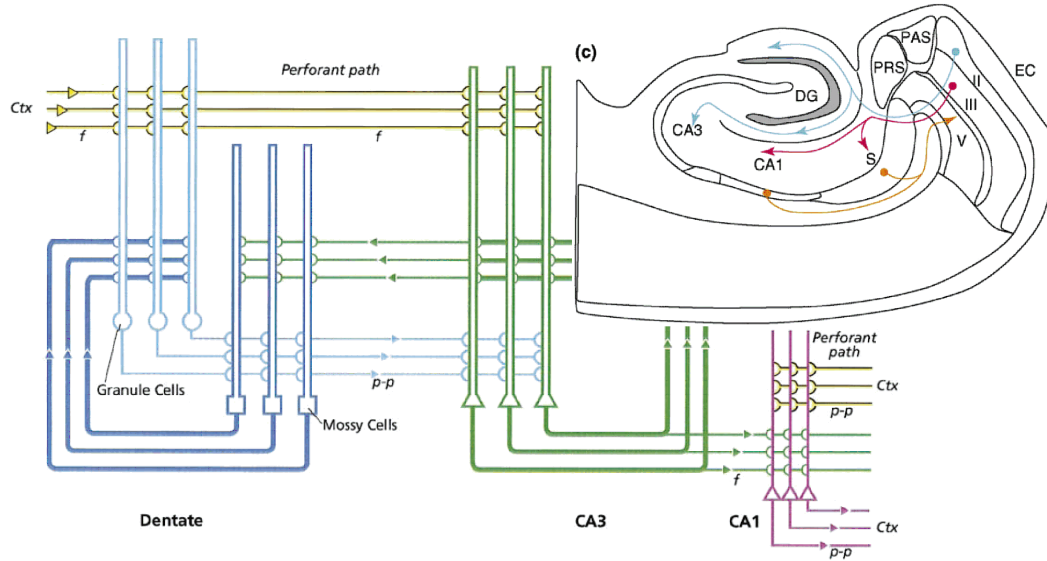 Perforant path
Ctx
f
f
(c)
PAS
PRS
EC
II
III
V
DG
CA3
CA1
S
Granule Cells
p-p
Mossy Cells
Perforant
path
Ctx
p-p
f
Dentate
CA3
CA1
Ctx
p-p